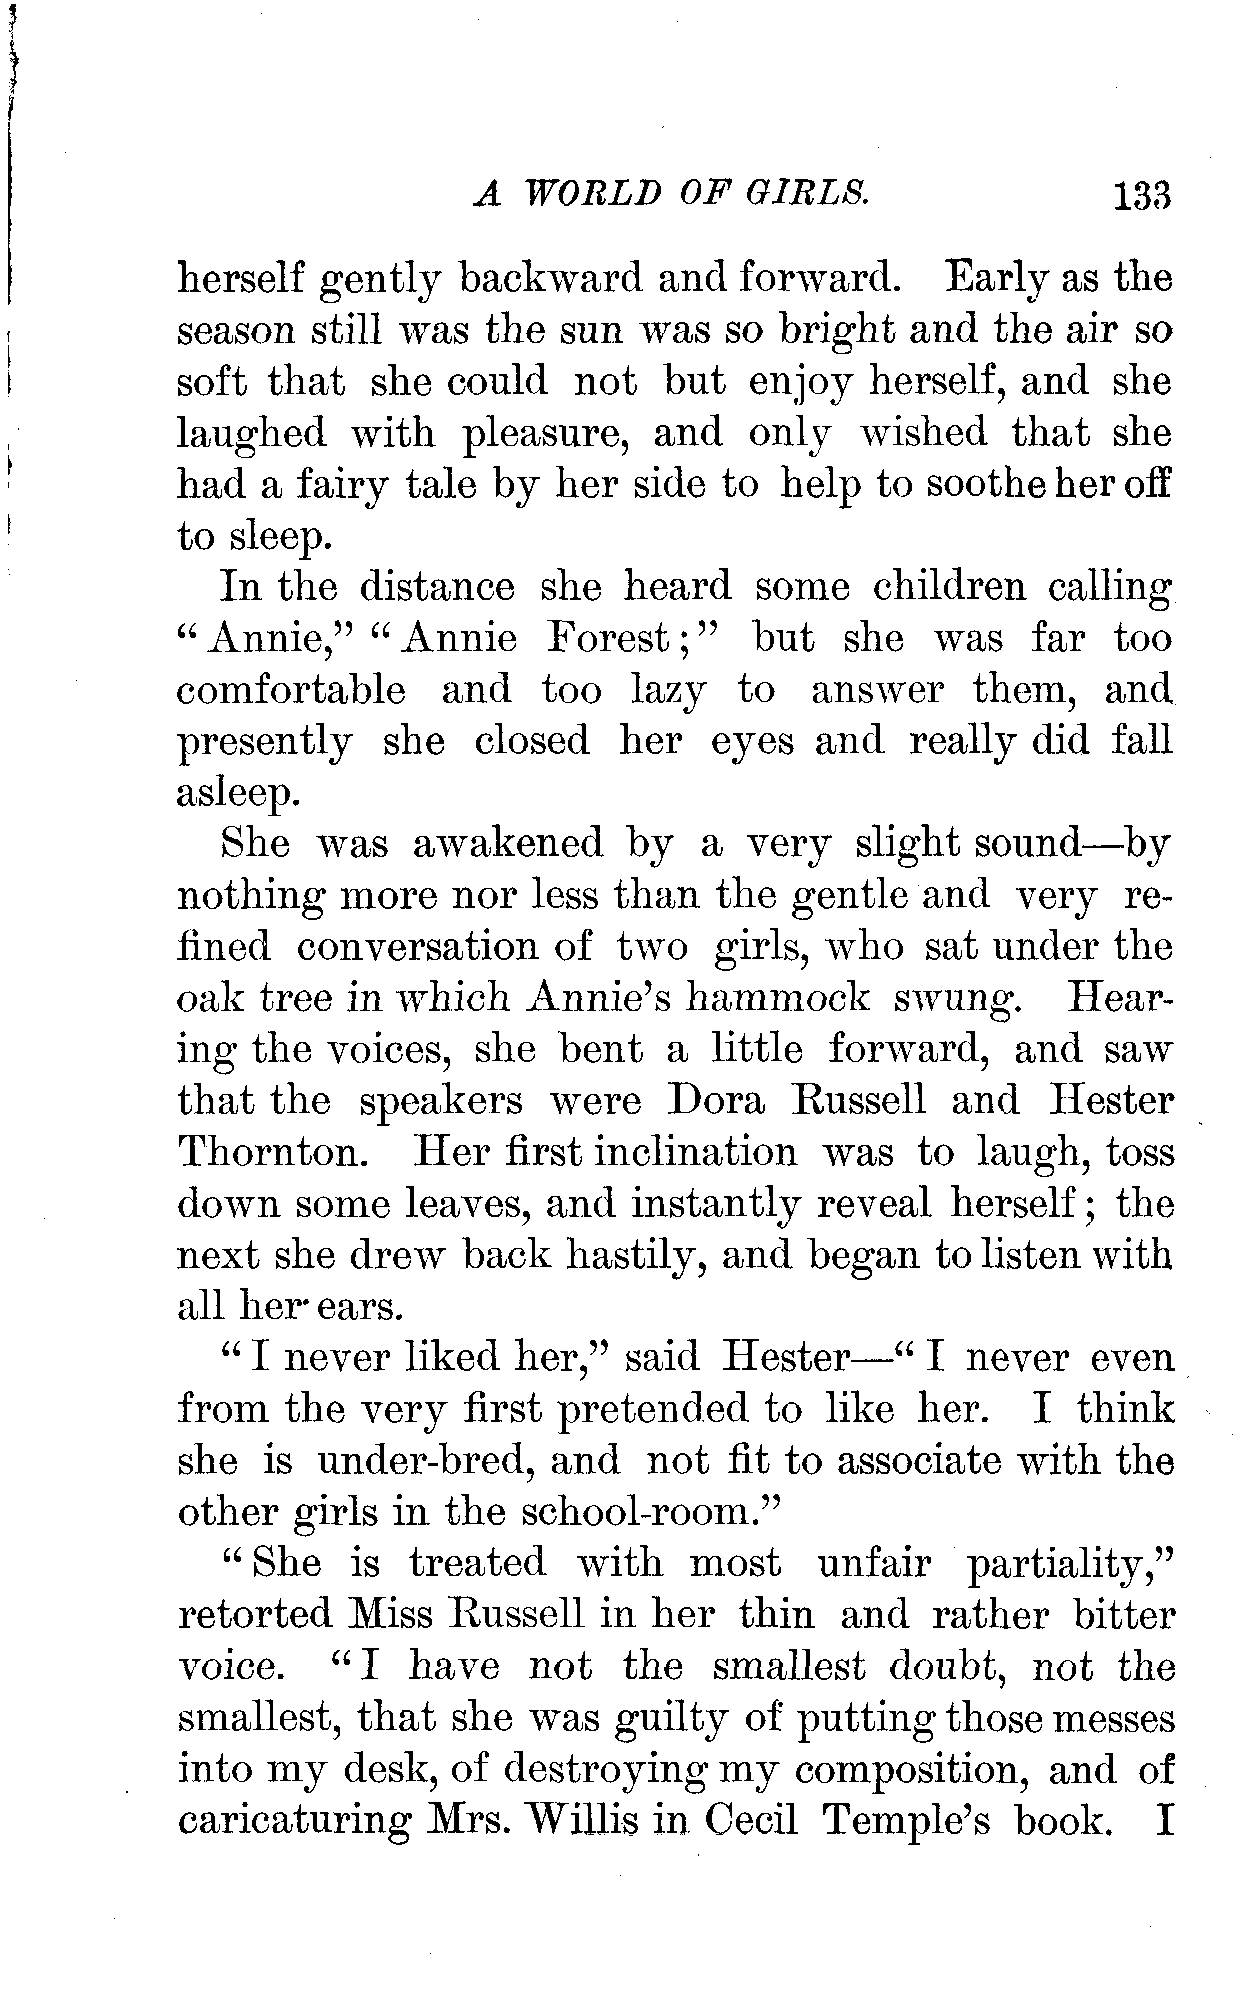 A WORLD OF GIRLS. 133
herself gently backward and forward. Early as the
season still was the sun was so bright and the air so
soft that she could not but enjoy herself, and she
laughed with pleasure, and only wished that she
had a fairy tale by her side to help to soothe her off
to sleep.
In the distance she heard some children calling
“ Annie,” “ Annie Forest ; ” but she was far too
comfortable and too lazy to answer them, and
presently she closed her eyes and really did fall
asleep.
She was awakened by a very slight sound—by
nothing more nor less than the gentle and very re-
fined conversation of two girls, who sat under the
oak tree in which Annie’s hammock swung. Hear-
ing the voices, she bent a little forward, and saw
that the speakers were Dora Russell and Hester
Thornton. Her first inclination was to laugh, toss
down some leaves, and instantly reveal herself ; the
next she drew back hastily, and began to listen with
all her ears.
“ I never liked her,” said Hester—“ I never even
from the very first pretended to like her. I think
she is under-bred, and not fit to associate with the
other girls in the school-room.”
“ She is treated with most unfair partiality,”
retorted Miss Russell in her thin and rather bitter
voice. “ I have not the smallest doubt, not the
smallest, that she was guilty of putting those messes
into my desk, of destroying my composition, and of
caricaturing Mrs. Willis in Cecil Temple’s book. I